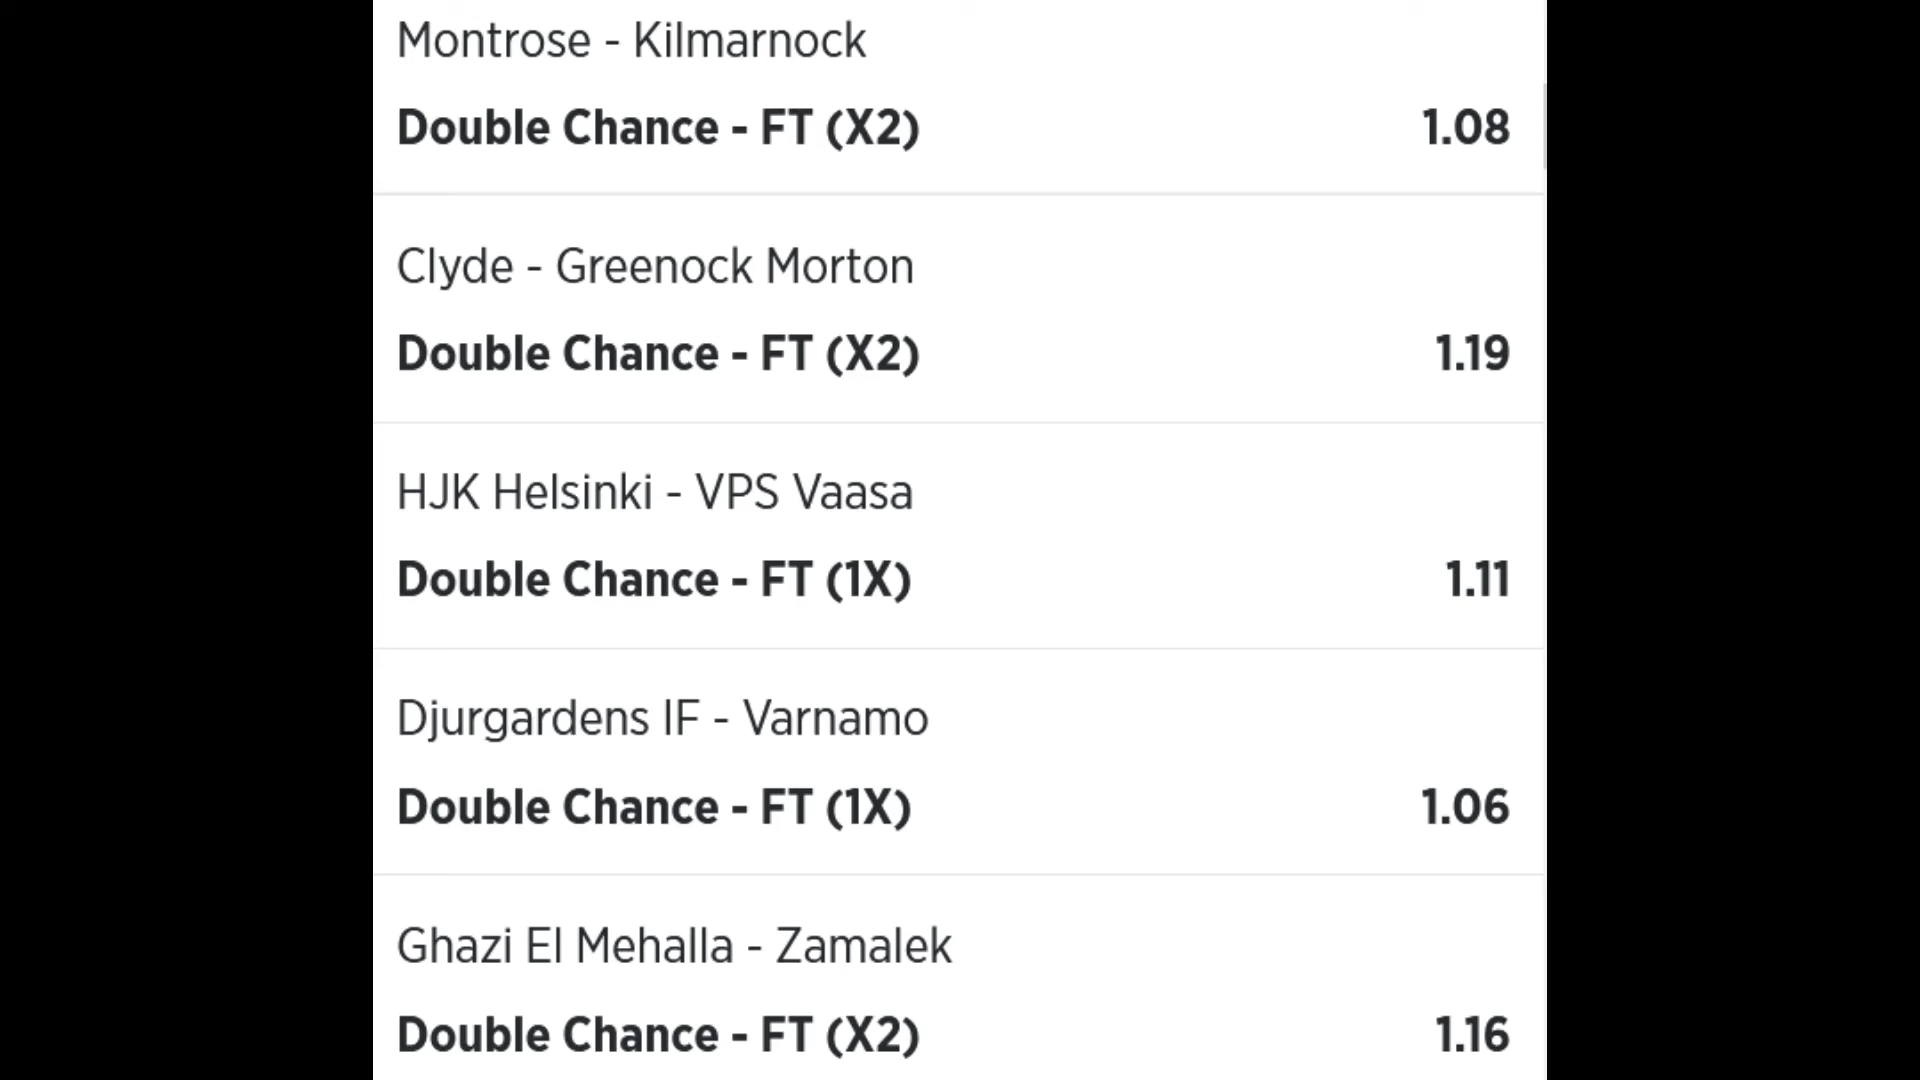 Montrose - Kilmarnock
Double Chance - FT (X2) 1.08
Clyde - Greenock Morton
Double Chance - FT (X2) 1.19
HJK Helsinki - VPS Vaasa
Double Chance - FT (1X) 1.11
Djurgardens IF - Varnamo
Double Chance - FT (1X) 1.06
Ghazi El Mehalla - Zamalek
Double Chance - FT (X2) 1.16